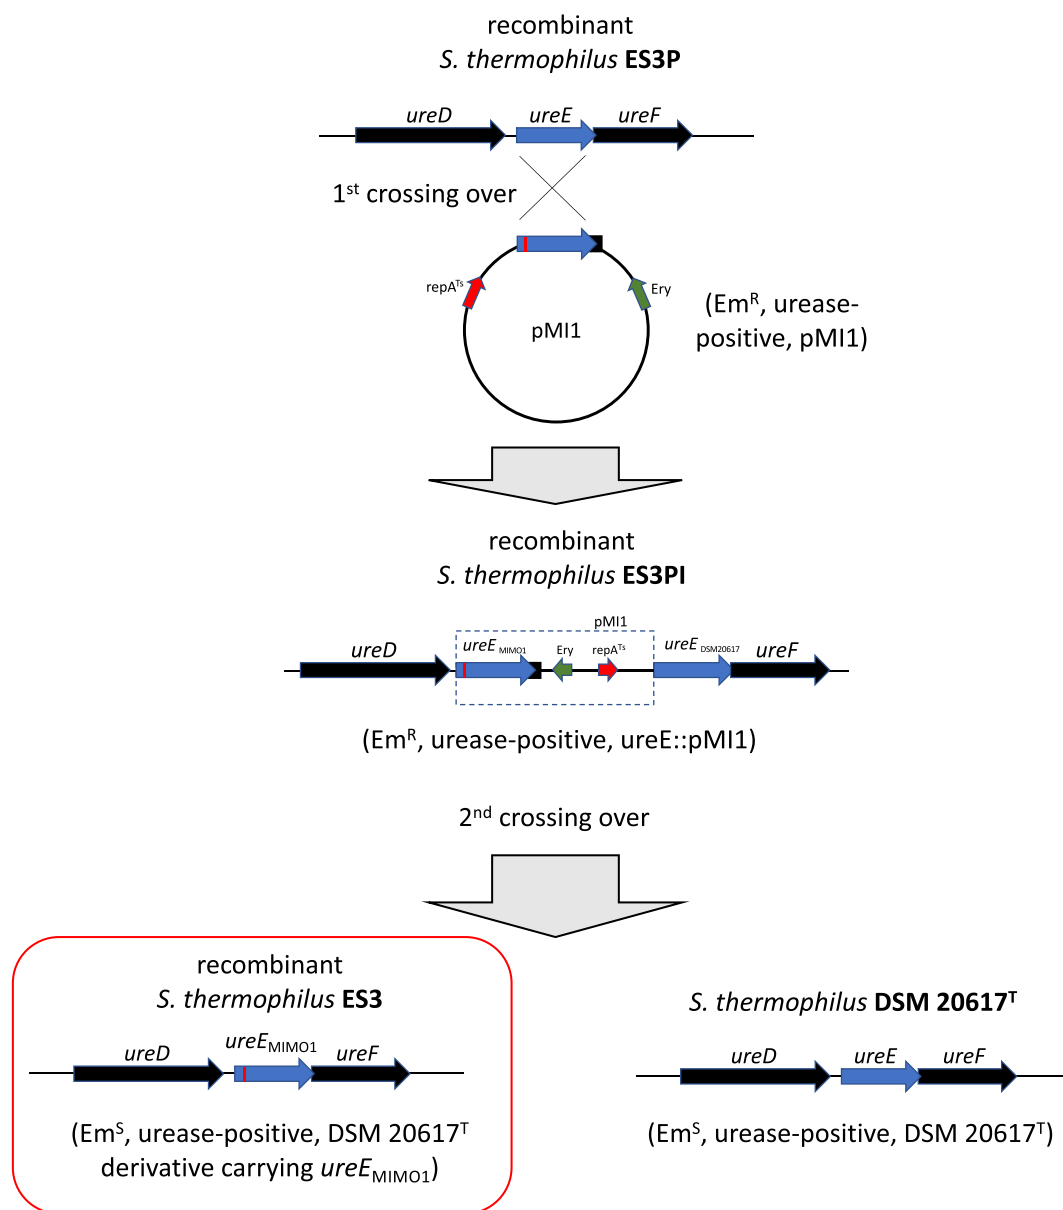 recombinant
S. thermophilus ES3P
ureD ureE ureF
1st crossing over
repATs
Ery
pMI1
(EmR, urease-
positive, pMI1)
recombinant
S. thermophilus ES3PI
pMI1
ureD ureE MIMO1 Ery repATs ureE DSM20617 ureF
(EmR, urease-positive, ureE::pMI1)
2nd crossing over
recombinant
S. thermophilus ES3
ureD ureEMIMO1 ureF
(EmS, urease-positive, DSM 20617T
derivative carrying ureEMIMO1)
S. thermophilus DSM 20617T
ureD ureE ureF
(EmS, urease-positive, DSM 20617T)